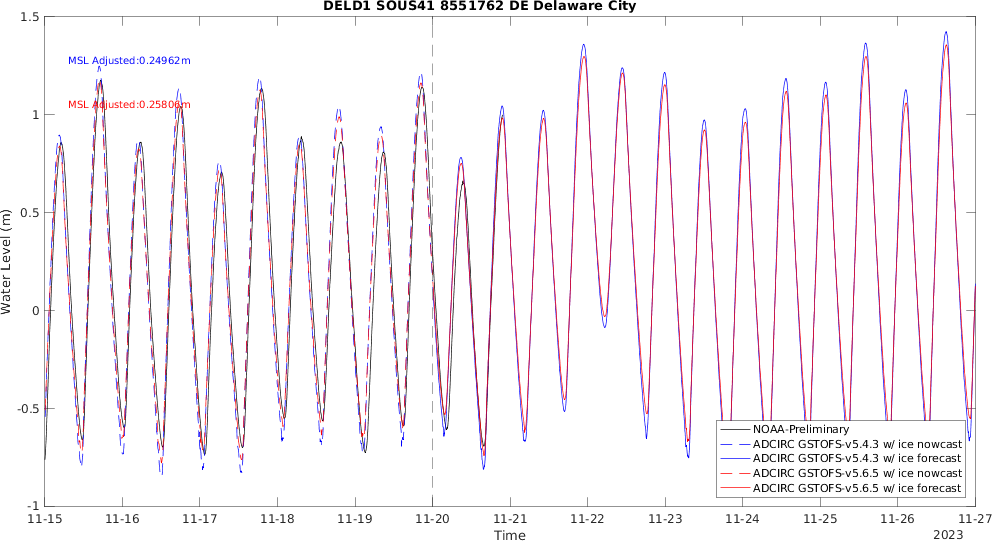 DELD1 SOUS41 8551762 DE Delaware City
1.5
MSL Adjusted:0.24962m
MSL Adjusted:0.25806m
1
0.5
0
-0.5
-1
Water Level (m)
NOAA-Preliminary
ADCIRC GSTOFS-v5.4.3 w/ ice nowcast
ADCIRC GSTOFS-v5.4.3 w/ ice forecast
ADCIRC GSTOFS-v5.6.5 w/ ice nowcast
ADCIRC GSTOFS-v5.6.5 w/ ice forecast
11-15 11-16 11-17 11-18 11-19 11-20 11-21 11-22 11-23 11-24 11-25 11-26 11-27
Time
2023